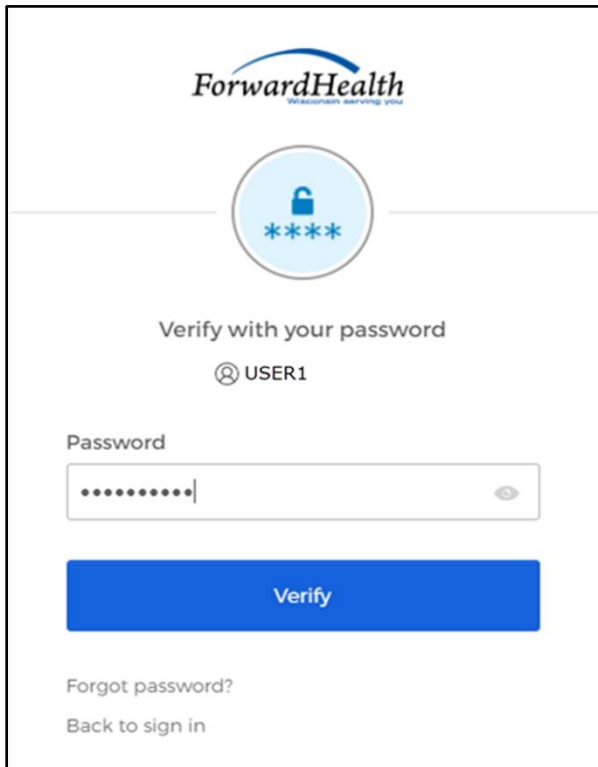 ForwardHealth
Wisconsin serving you
****
Verify with your password
USER1
Password
••••••••••
Verify
Forgot password?
Back to sign in